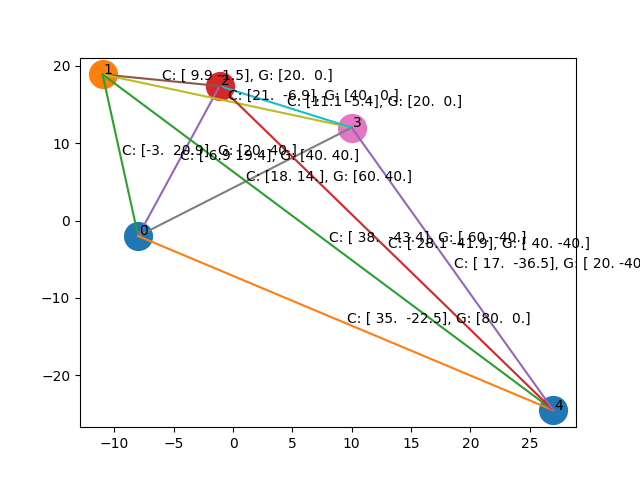 20
10
0
−10
−20
1
C: [ 9.9 -1.5], G: [20.  0.]
2
C: [21.  -6.9], G: [40.  0.]
C: [11.1 -5.4], G: [20.  0.]
3
C: [-3.  20.9], G: [20. 40.]
C: [6.9 19.4], G: [40. 40.]
C: [18. 14.], G: [60. 40.]
0
C: [ 38.  -43.4], G: [ 60. -40.]
C: [ 28.1 -41.9], G: [ 40. -40.]
C: [ 17.  -36.5], G: [ 20. -40
C: [ 35.  -22.5], G: [80.  0.]
4
−10 −5 0 5 10 15 20 25